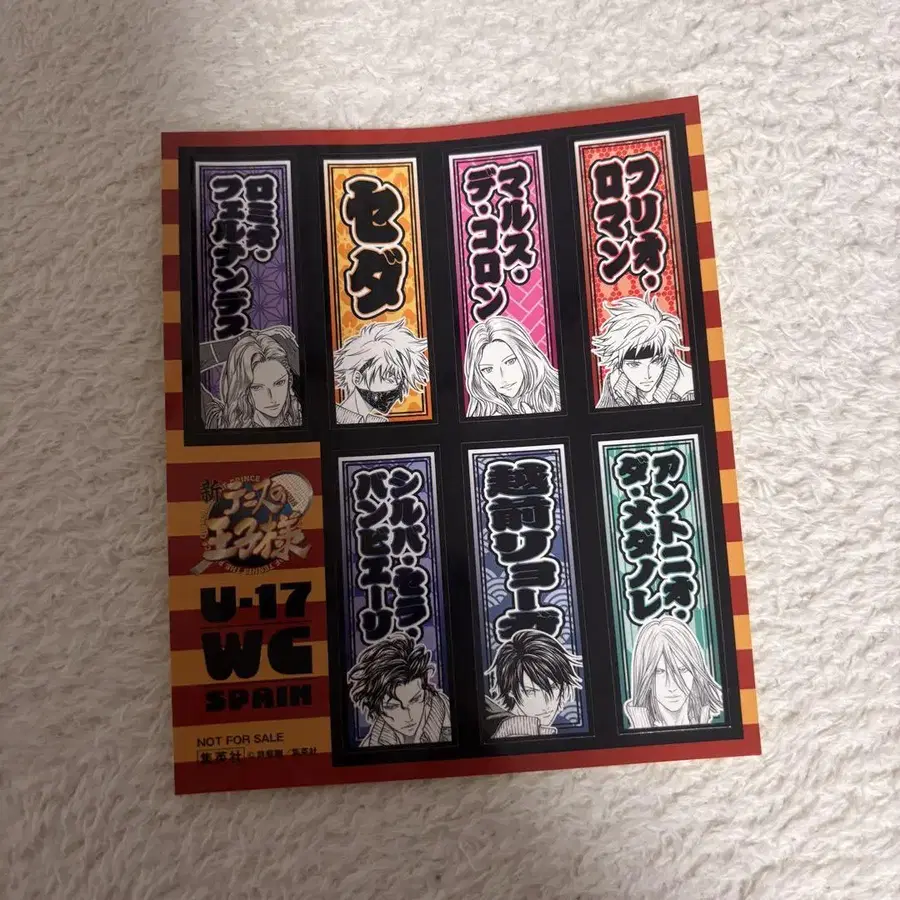 ロミオ・
フェルナンデス
セダ
マルス・
デ・コロン
フリオ・
ロマン
新テニスの
王子様
U-17
WC
SPAIN
NOT FOR SALE
集英社
シルバ・セラ・
バンビエーリ
越前リョーガ
アントニオ・
ダ・メダノレ